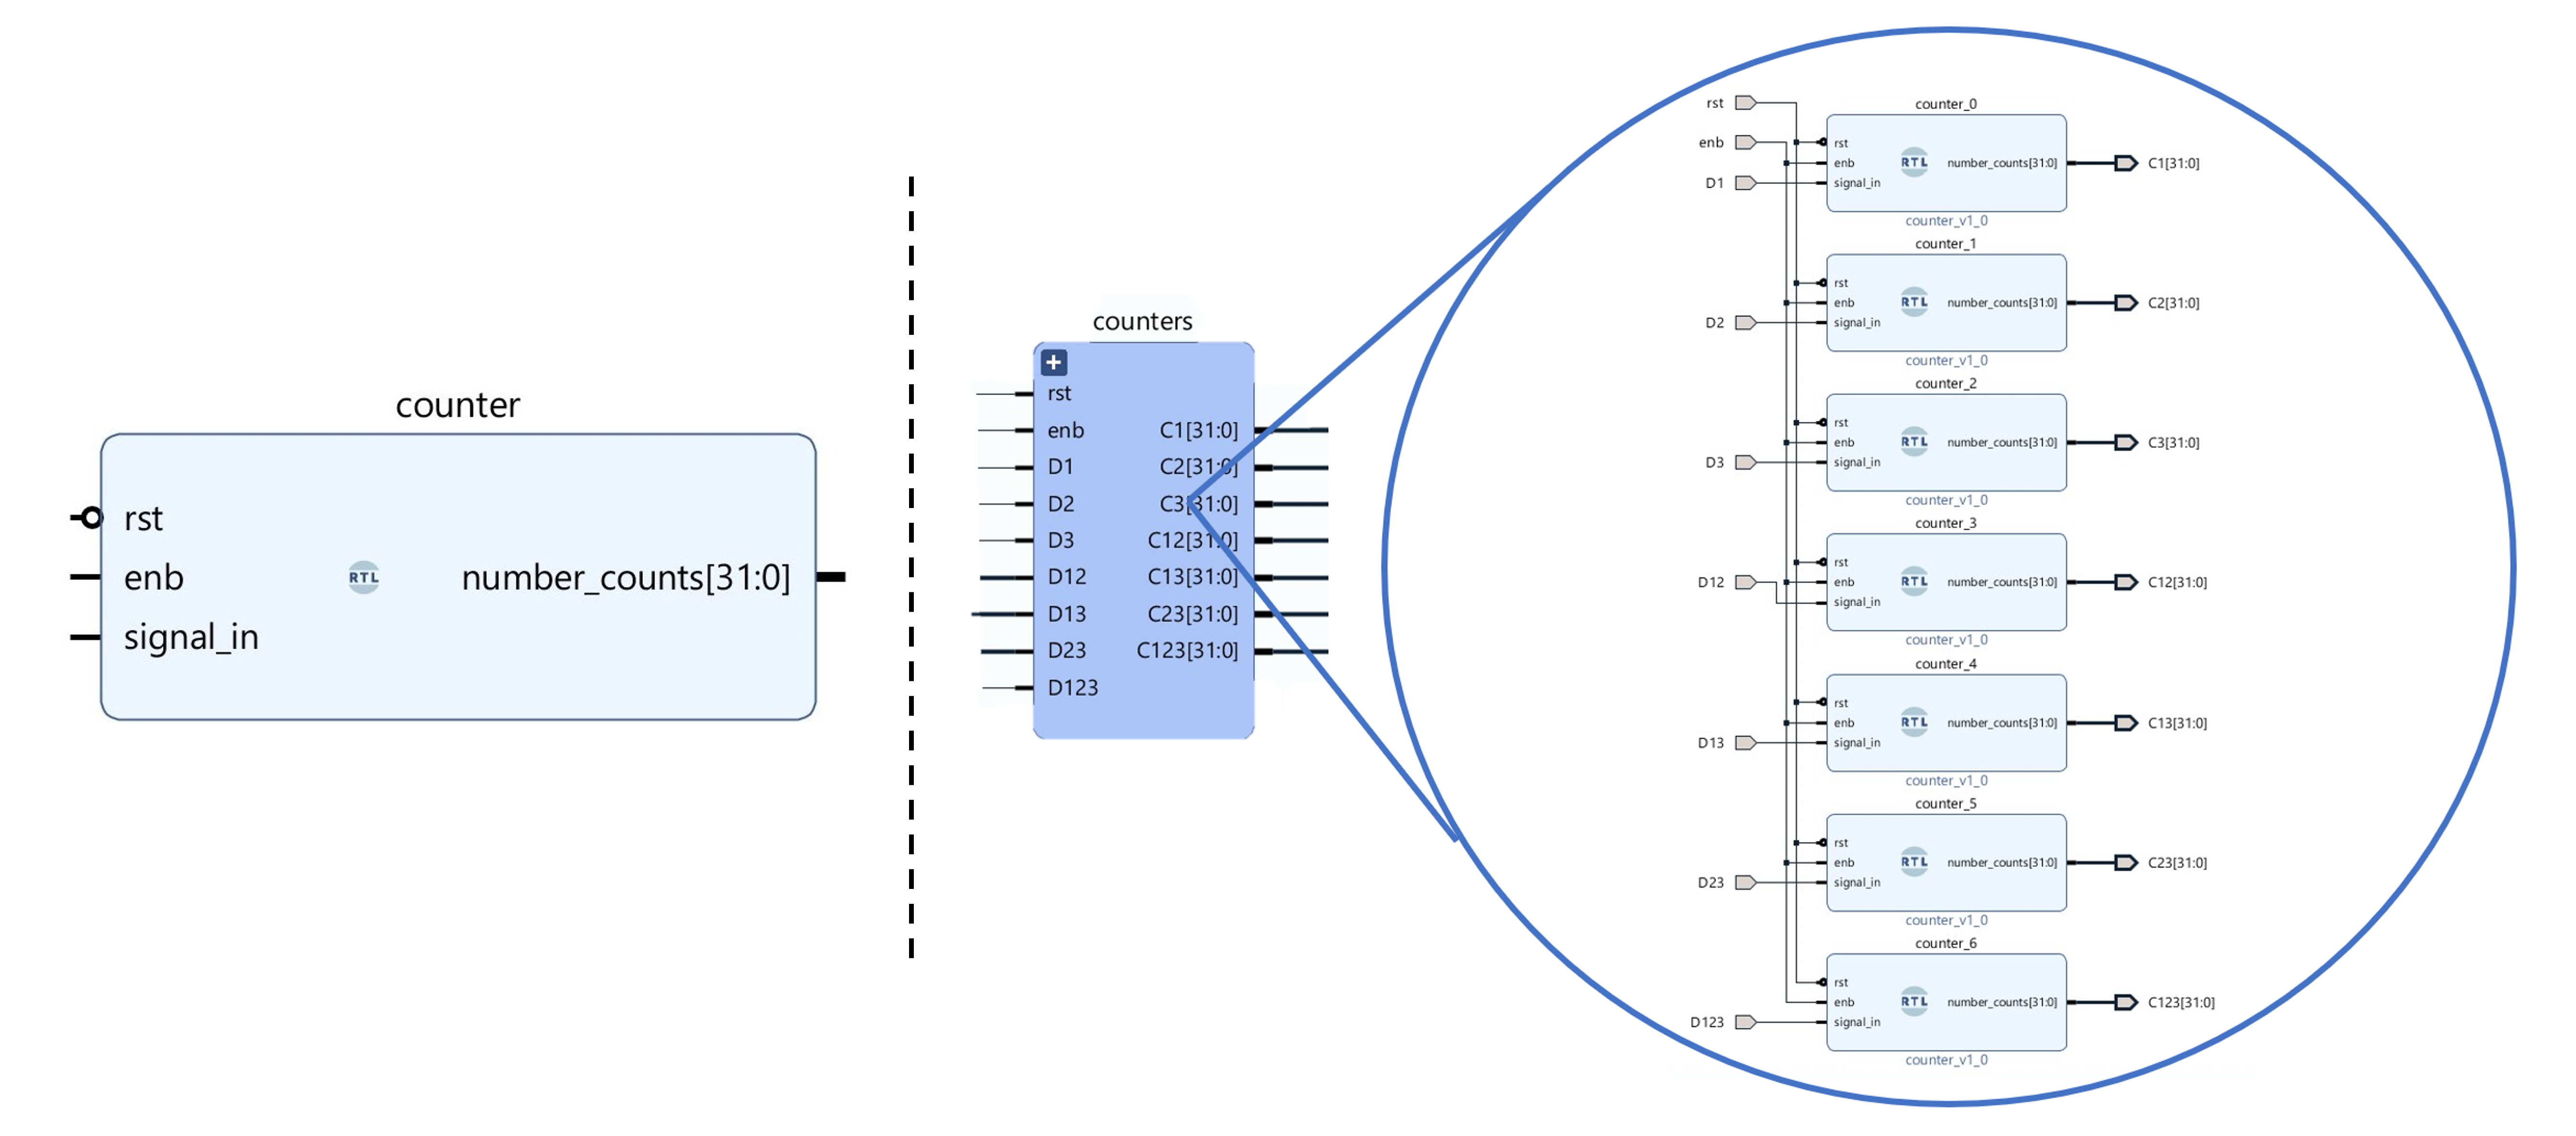 counter
rst
enb
RTL
number_counts[31:0]
signal_in
counters
rst
enb
C1[31:0]
D1
C2[31:0]
D2
C3[31:0]
D3
C12[31:0]
D12
C13[31:0]
D13
C23[31:0]
D23
C123[31:0]
D123
rst
enb
D1
counter_0
rst
enb
RTL
number_counts[31:0]
signal_in
C1[31:0]
counter_v1_0
counter_1
rst
enb
RTL
number_counts[31:0]
C2[31:0]
D2
signal_in
counter_v1_0
counter_2
rst
enb
RTL
number_counts[31:0]
C3[31:0]
D3
signal_in
counter_v1_0
counter_3
rst
D12
enb
RTL
number_counts[31:0]
C12[31:0]
signal_in
counter_v1_0
counter_4
rst
enb
RTL
number_counts[31:0]
C13[31:0]
D13
signal_in
counter_v1_0
counter_5
rst
enb
RTL
number_counts[31:0]
C23[31:0]
D23
signal_in
counter_v1_0
counter_6
rst
enb
RTL
number_counts[31:0]
C123[31:0]
D123
signal_in
counter_v1_0